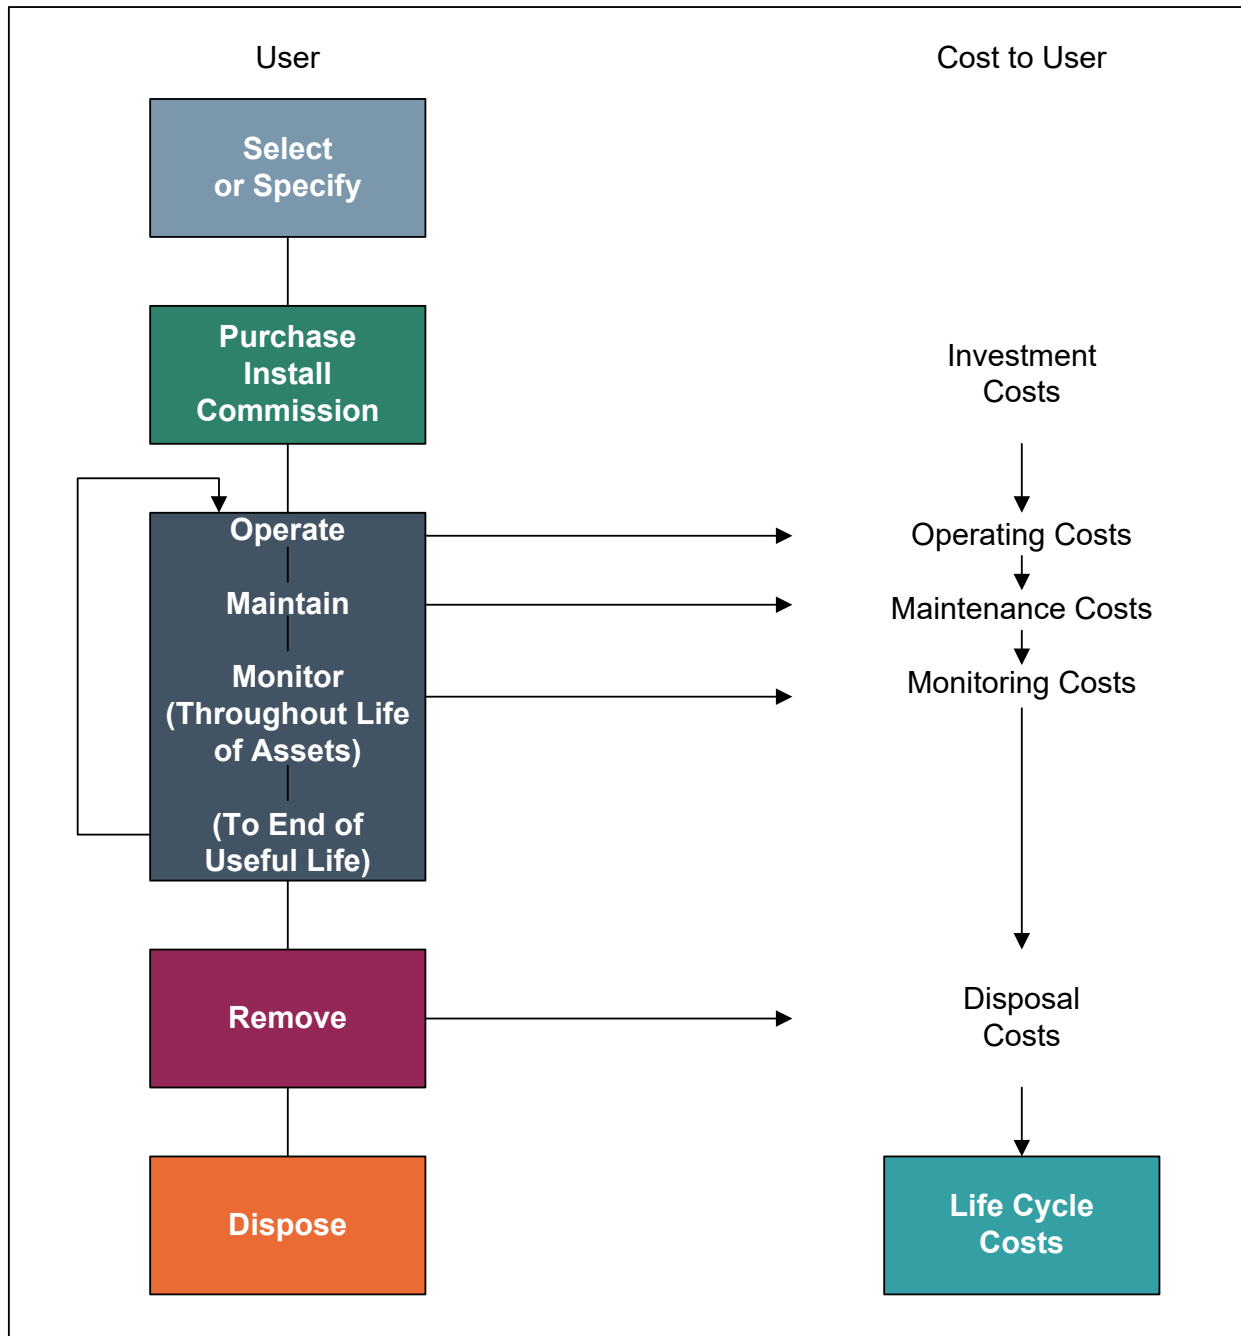 User
Cost to User
Select
or Specify
Purchase
Install
Commission
Investment
Costs
Operate
Operating Costs
Maintain
Maintenance Costs
Monitor
(Throughout Life
of Assets)
Monitoring Costs
(To End of
Useful Life)
Remove
Disposal
Costs
Dispose
Life Cycle
Costs